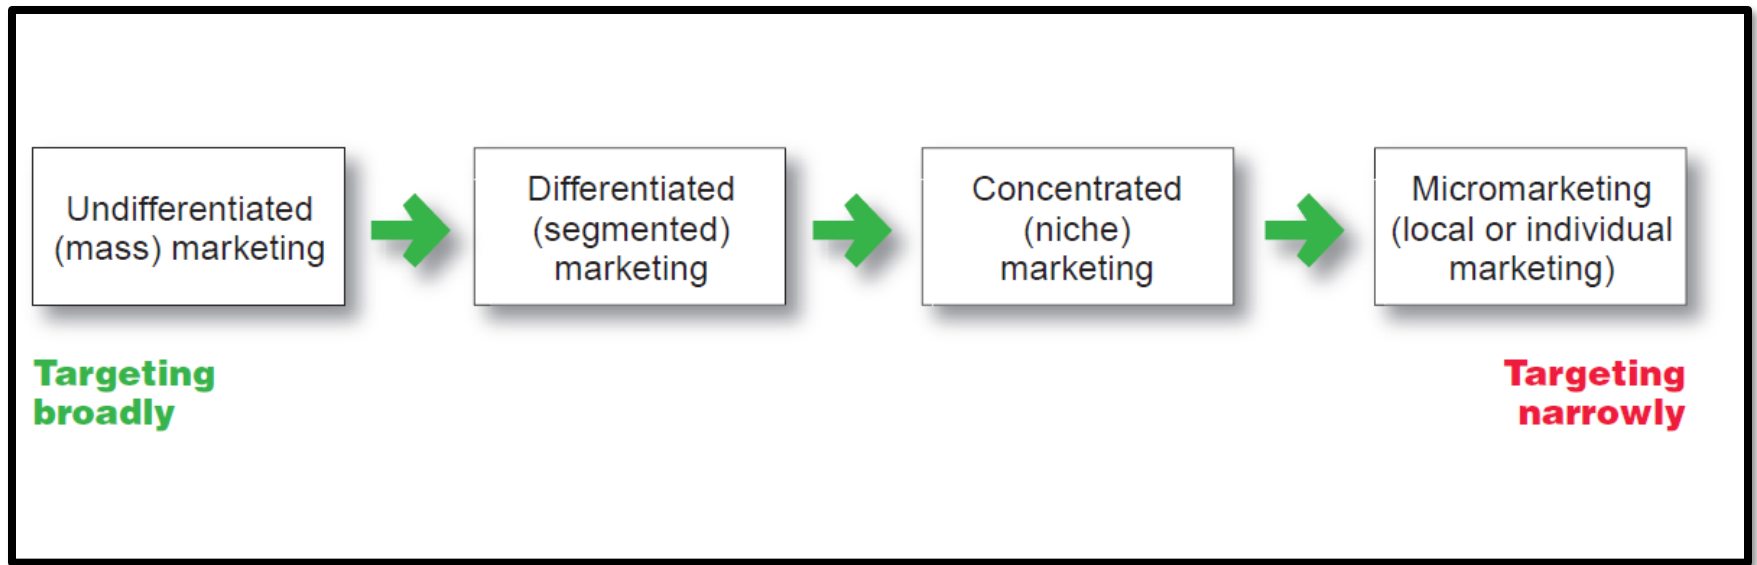 Undifferentiated
(mass) marketing
Differentiated
(segmented)
marketing
Concentrated
(niche)
marketing
Micromarketing
(local or individual
marketing)
Targeting
broadly
Targeting
narrowly